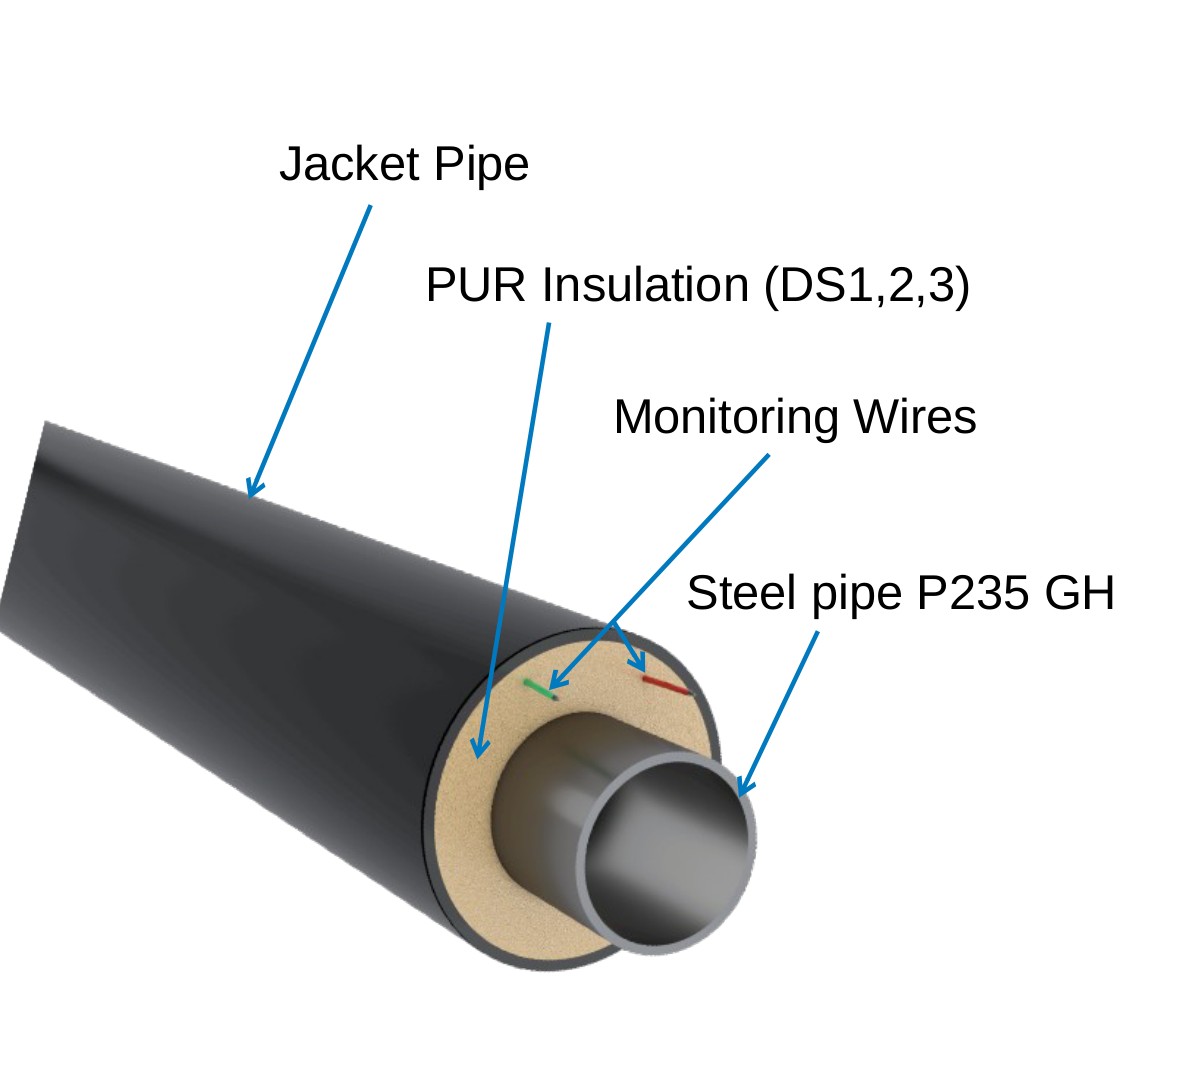 Jacket Pipe
PUR Insulation (DS1,2,3)
Monitoring Wires
Steel pipe P235 GH